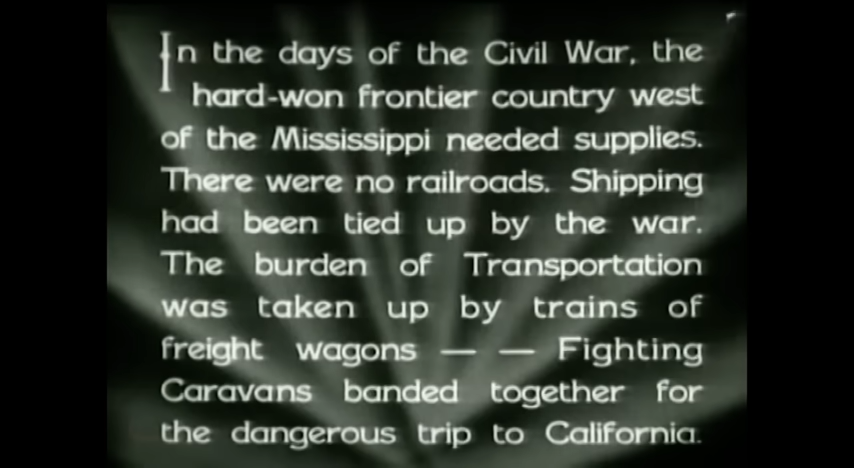 In the days of the Civil War, the
hard-won frontier country west
of the Mississippi needed supplies.
There were no railroads. Shipping
had been tied up by the war.
The burden of Transportation
was taken up by trains of
freight wagons — — Fighting
Caravans banded together for
the dangerous trip to California.